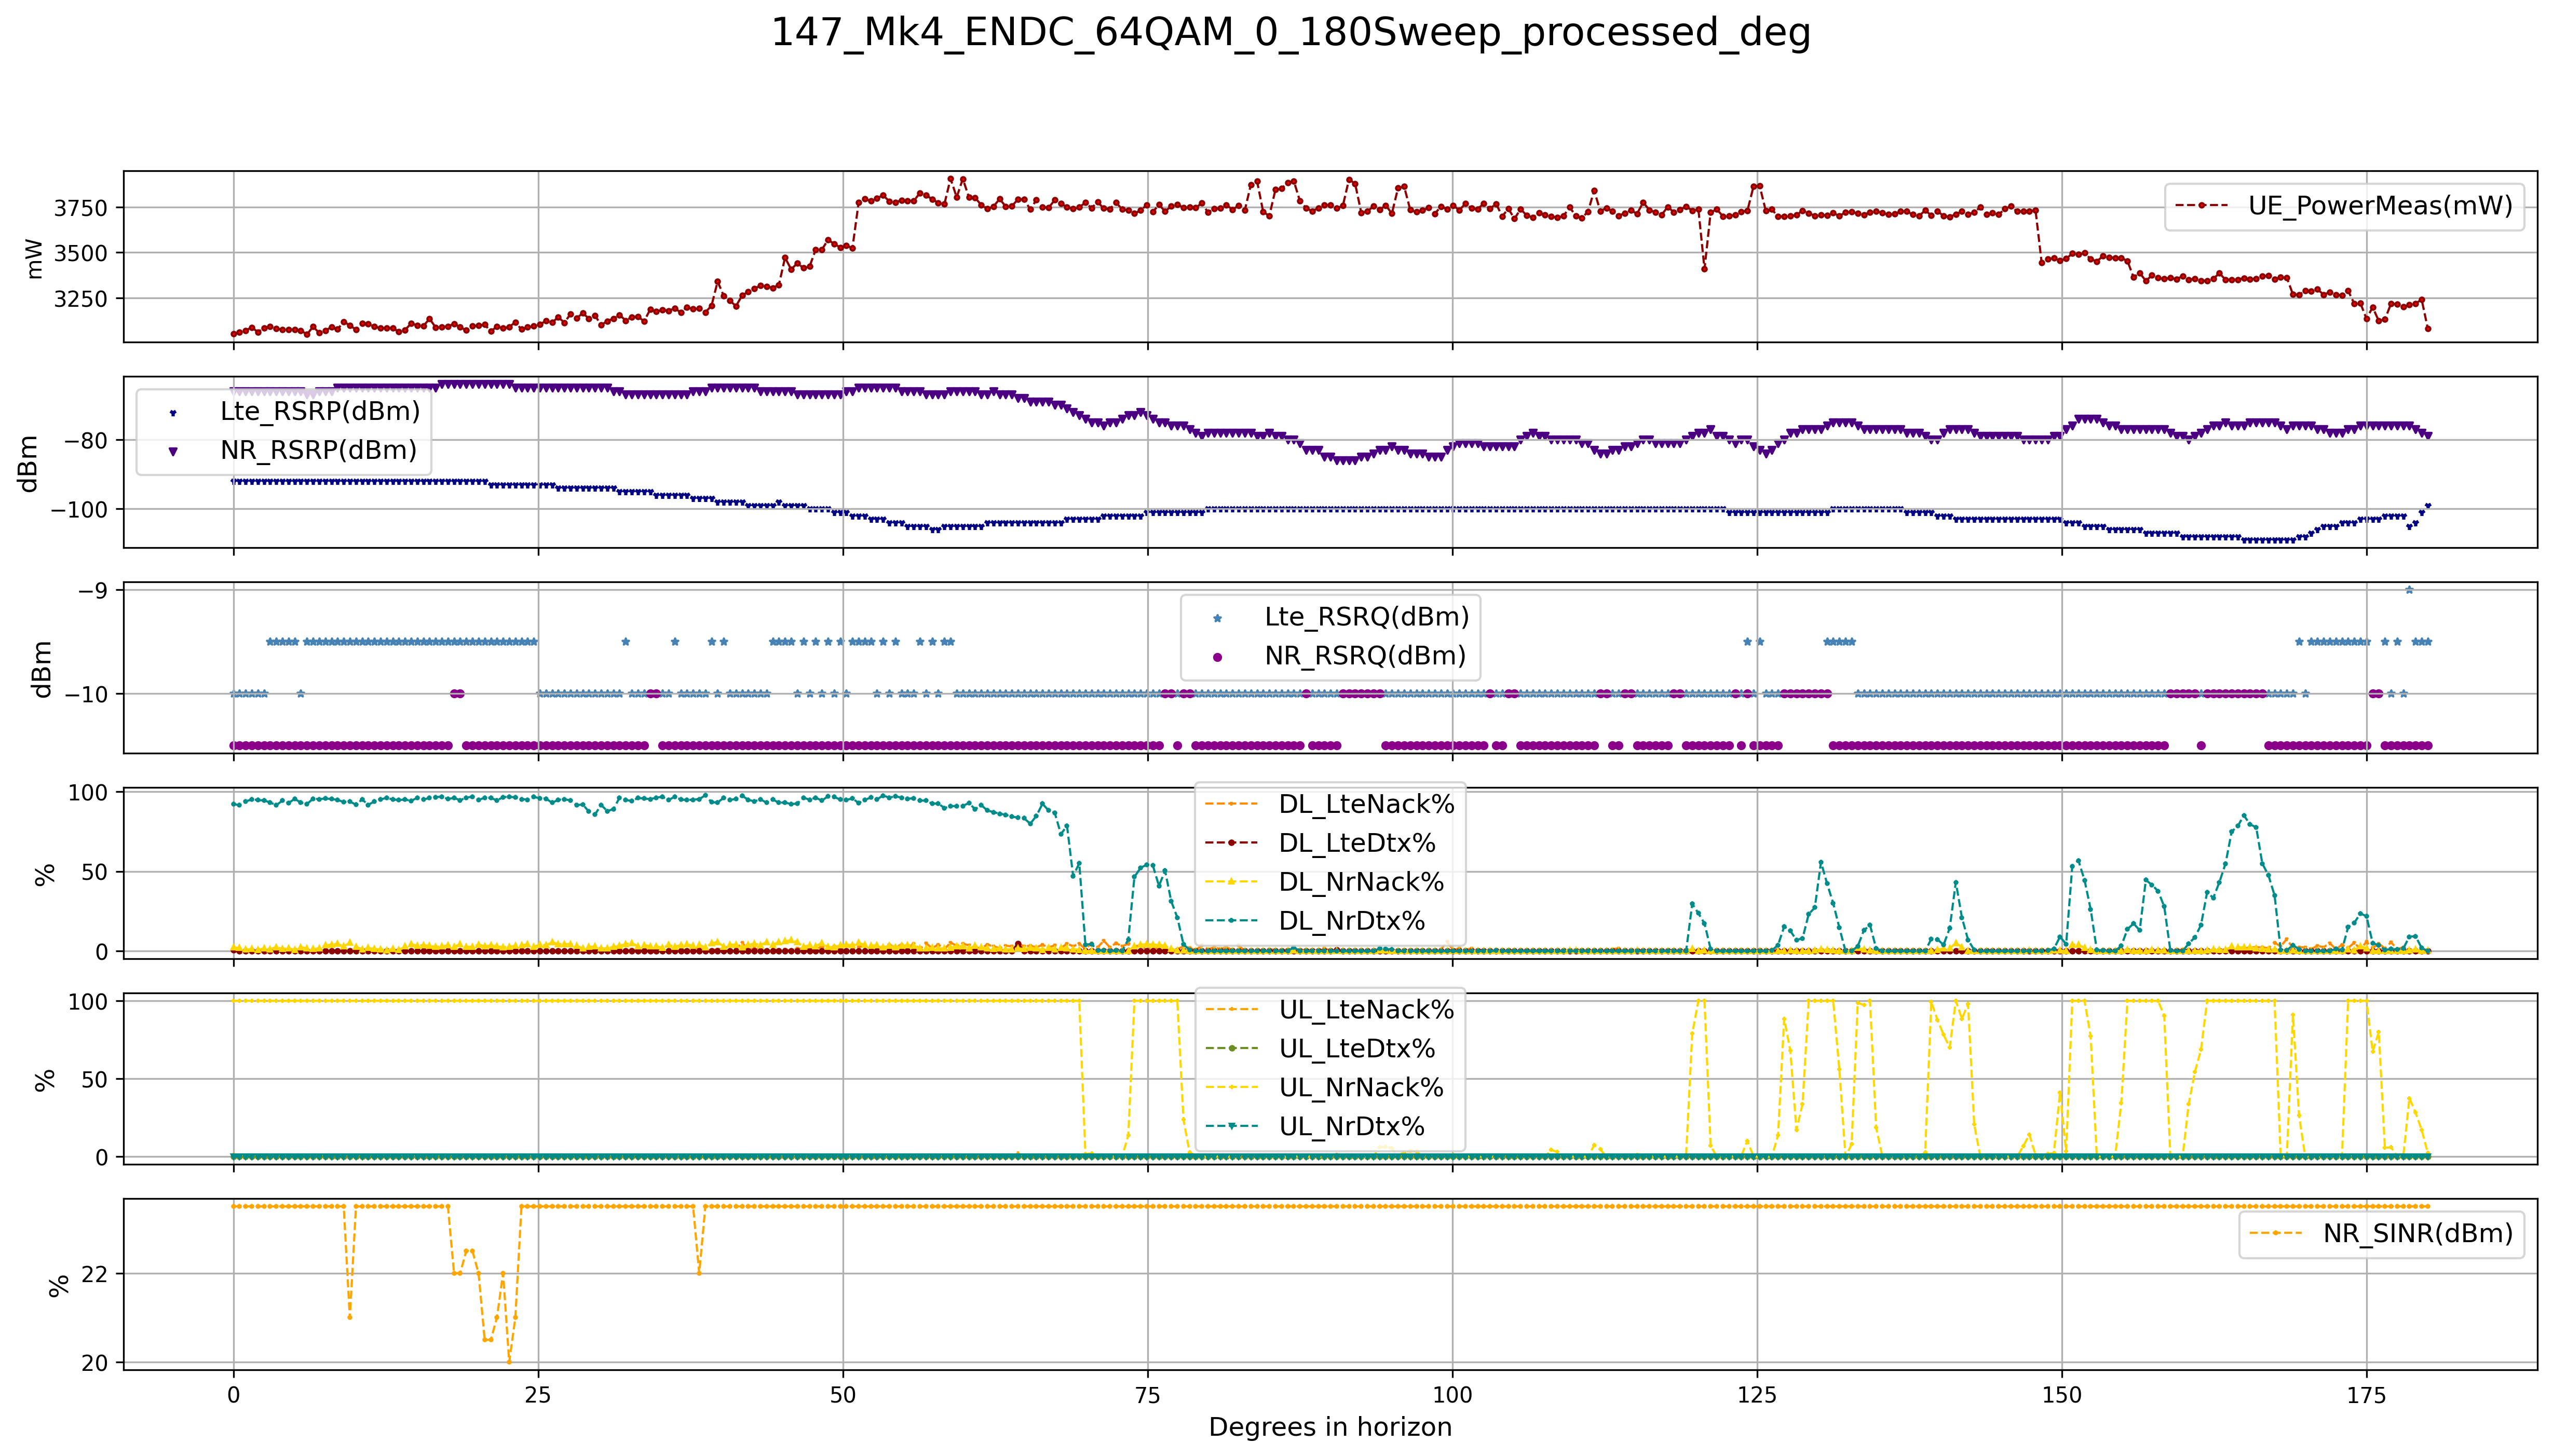 147_Mk4_ENDC_64QAM_0_180Sweep_processed_deg
3750
3500
3250
mW
UE_PowerMeas(mW)
−80
−100
dBm
Lte_RSRP(dBm)
NR_RSRP(dBm)
−9
−10
dBm
Lte_RSRQ(dBm)
NR_RSRQ(dBm)
100
50
0
%
DL_LteNack%
DL_LteDtx%
DL_NrNack%
DL_NrDtx%
100
50
0
%
UL_LteNack%
UL_LteDtx%
UL_NrNack%
UL_NrDtx%
22
20
%
NR_SINR(dBm)
0 25 50 75 100 125 150 175
Degrees in horizon